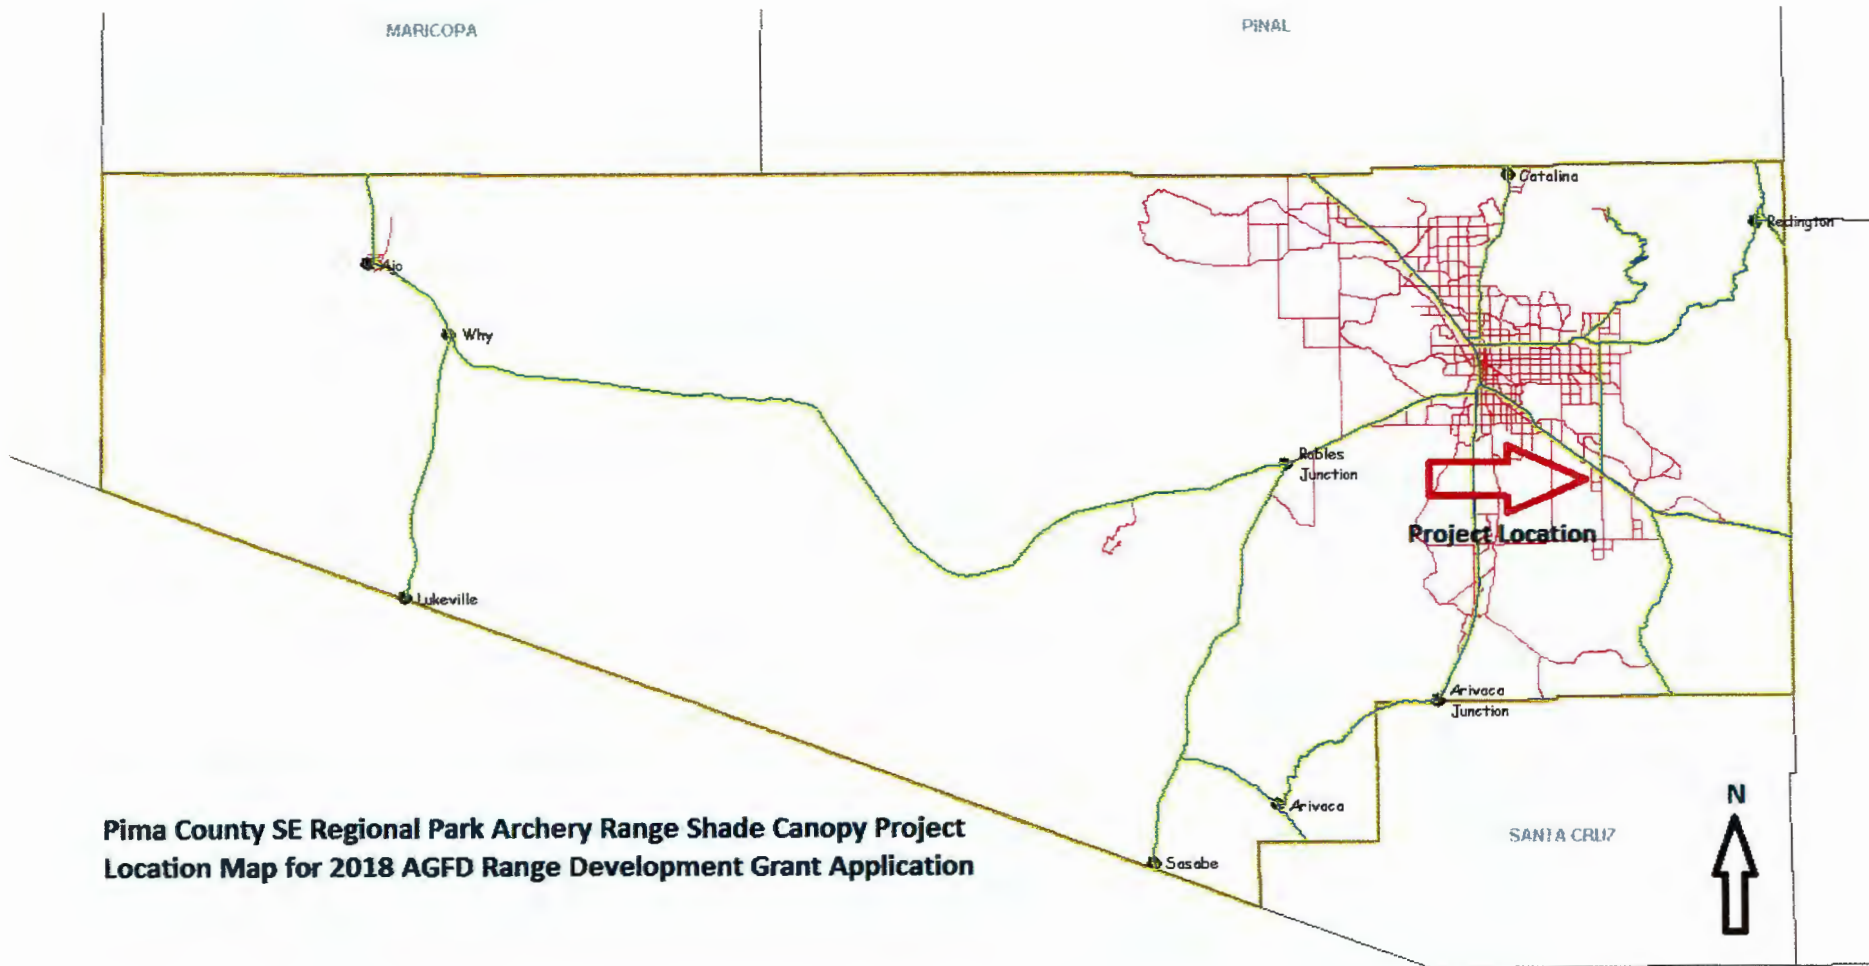 MARICOPA
PINAL
Catalina
Redington
Ajo
Why
Robles
Junction
Project Location
Lukeville
Arivaca
Junction
Arivaca
Sasabe
SANTA CRUZ
N
Pima County SE Regional Park Archery Range Shade Canopy Project
Location Map for 2018 AGFD Range Development Grant Application